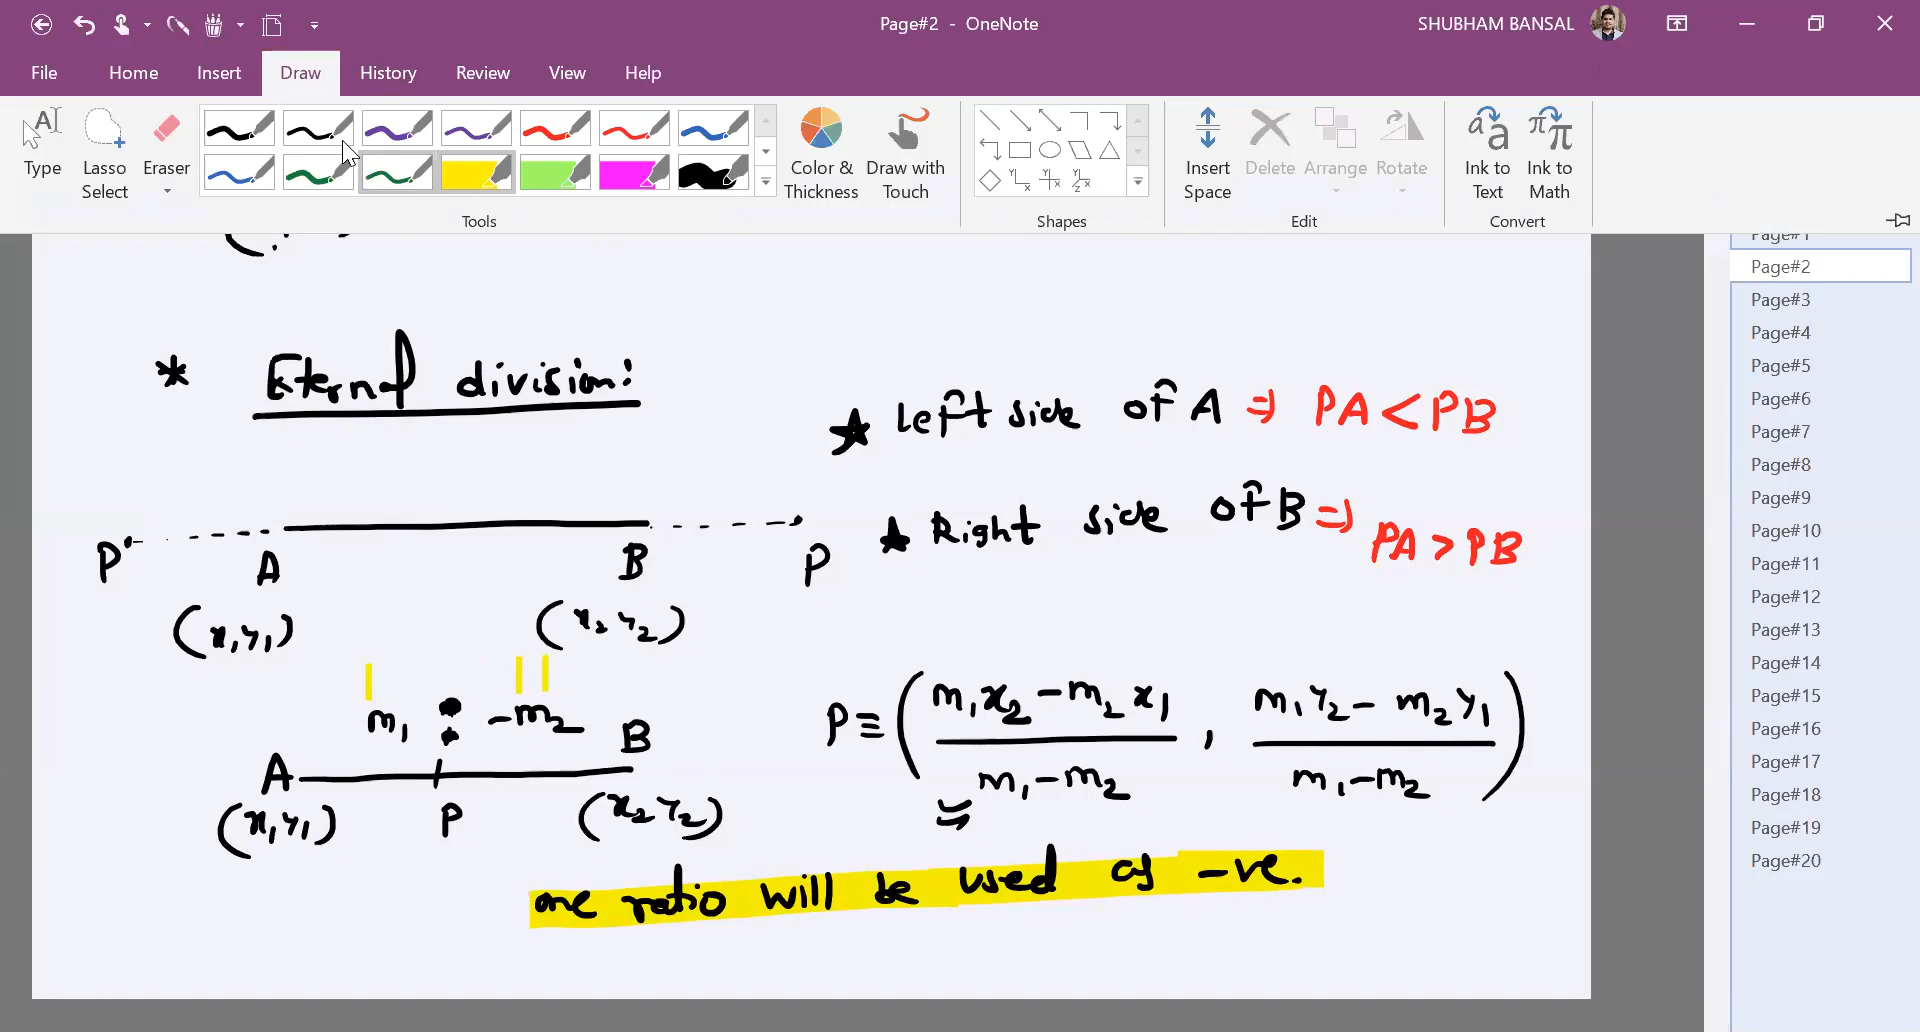 Page#2 - OneNote
SHUBHAM BANSAL
File Home Insert Draw History Review View Help
Type
Lasso Select
Eraser
Color & Thickness
Draw with Touch
Insert Space
Delete
Arrange
Rotate
Ink to Text
Ink to Math
Tools
Shapes
Edit
Convert
* Eternal division:
★ Left side of A ⇒ PA < PB
★ Right side of B ⇒ PA > PB
P A B P
(x, y₁) (x₂ y₂)
m₁ : -m₂
A P B
(x, y₁) (x₂ y₂)
P ≡ ( (m₁x₂ - m₂x₁)/(m₁ - m₂) , (m₁y₂ - m₂y₁)/(m₁ - m₂) )
one ratio will be used as -ve.
Page#1
Page#2
Page#3
Page#4
Page#5
Page#6
Page#7
Page#8
Page#9
Page#10
Page#11
Page#12
Page#13
Page#14
Page#15
Page#16
Page#17
Page#18
Page#19
Page#20